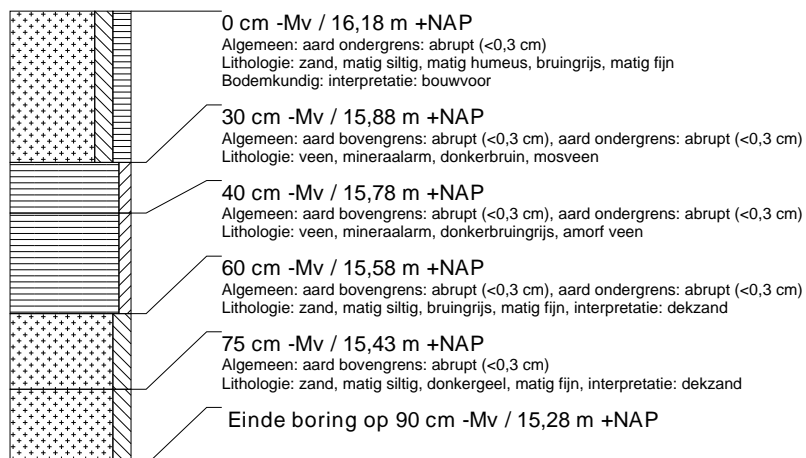 0 cm -Mv / 16,18 m +NAP
Algemeen: aard ondergrens: abrupt (<0,3 cm)
Lithologie: zand, matig siltig, matig humeus, bruingrijs, matig fijn
Bodemkundig: interpretatie: bouwvoor
30 cm -Mv / 15,88 m +NAP
Algemeen: aard bovengrens: abrupt (<0,3 cm), aard ondergrens: abrupt (<0,3 cm)
Lithologie: veen, mineraalarm, donkerbruin, mosveen
40 cm -Mv / 15,78 m +NAP
Algemeen: aard bovengrens: abrupt (<0,3 cm), aard ondergrens: abrupt (<0,3 cm)
Lithologie: veen, mineraalarm, donkerbruingrijs, amorf veen
60 cm -Mv / 15,58 m +NAP
Algemeen: aard bovengrens: abrupt (<0,3 cm), aard ondergrens: abrupt (<0,3 cm)
Lithologie: zand, matig siltig, bruingrijs, matig fijn, interpretatie: dekzand
75 cm -Mv / 15,43 m +NAP
Algemeen: aard bovengrens: abrupt (<0,3 cm)
Lithologie: zand, matig siltig, donkergeel, matig fijn, interpretatie: dekzand
Einde boring op 90 cm -Mv / 15,28 m +NAP